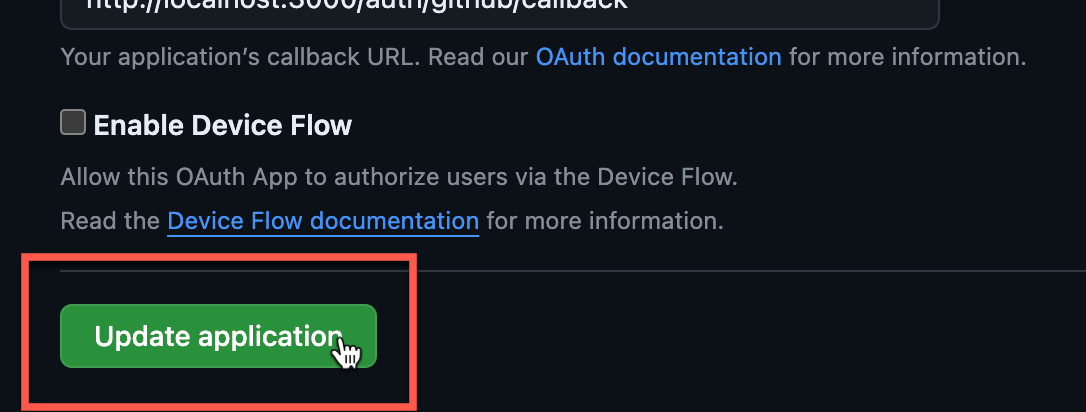 http://localhost:3000/auth/github/callback
Your application’s callback URL. Read our OAuth documentation for more information.
Enable Device Flow
Allow this OAuth App to authorize users via the Device Flow.
Read the Device Flow documentation for more information.
Update application